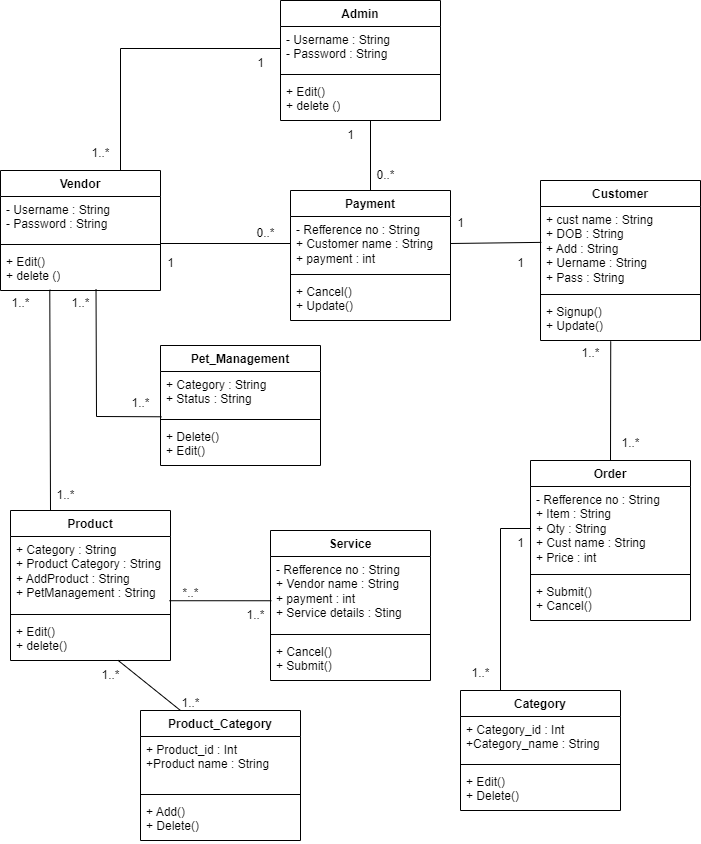 Admin
- Username : String
- Password : String
+ Edit()
+ delete ()
1
1
1..*
0..*
Vendor
- Username : String
- Password : String
+ Edit()
+ delete ()
0..*
1
1..*
1..*
Payment
- Refference no : String
+ Customer name : String
+ payment : int
+ Cancel()
+ Update()
1
1
Customer
+ cust name : String
+ DOB : String
+ Add : String
+ Uername : String
+ Pass : String
+ Signup()
+ Update()
1..*
1..*
Pet_Management
+ Category : String
+ Status : String
+ Delete()
+ Edit()
1..*
1..*
Order
- Refference no : String
+ Item : String
+ Qty : String
+ Cust name : String
+ Price : int
+ Submit()
+ Cancel()
1
1..*
Product
+ Category : String
+ Product Category : String
+ AddProduct : String
+ PetManagement : String
+ Edit()
+ delete()
*..*
1..*
1..*
1..*
Service
- Refference no : String
+ Vendor name : String
+ payment : int
+ Service details : Sting
+ Cancel()
+ Submit()
Product_Category
+ Product_id : Int
+Product name : String
+ Add()
+ Delete()
Category
+ Category_id : Int
+Category_name : String
+ Edit()
+ Delete()